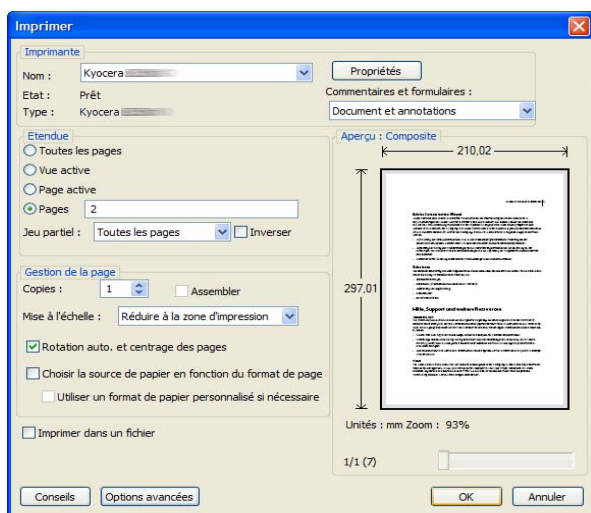 Imprimer
Imprimante
Nom : Kyocera
Propriétés
Etat : Prêt
Commentaires et formulaires :
Type : Kyocera
Document et annotations
Etendue
Toutes les pages
Vue active
Page active
Pages 2
Jeu partiel : Toutes les pages Inverser
Gestion de la page
Copies : 1 Assembler
Mise à l'échelle : Réduire à la zone d'impression
Rotation auto. et centrage des pages
Choisir la source de papier en fonction du format de page
Utiliser un format de papier personnalisé si nécessaire
Imprimer dans un fichier
Aperçu : Composite
210,02
297,01
Unités : mm Zoom : 93%
1/1 (7)
Conseils
Options avancées
OK
Annuler